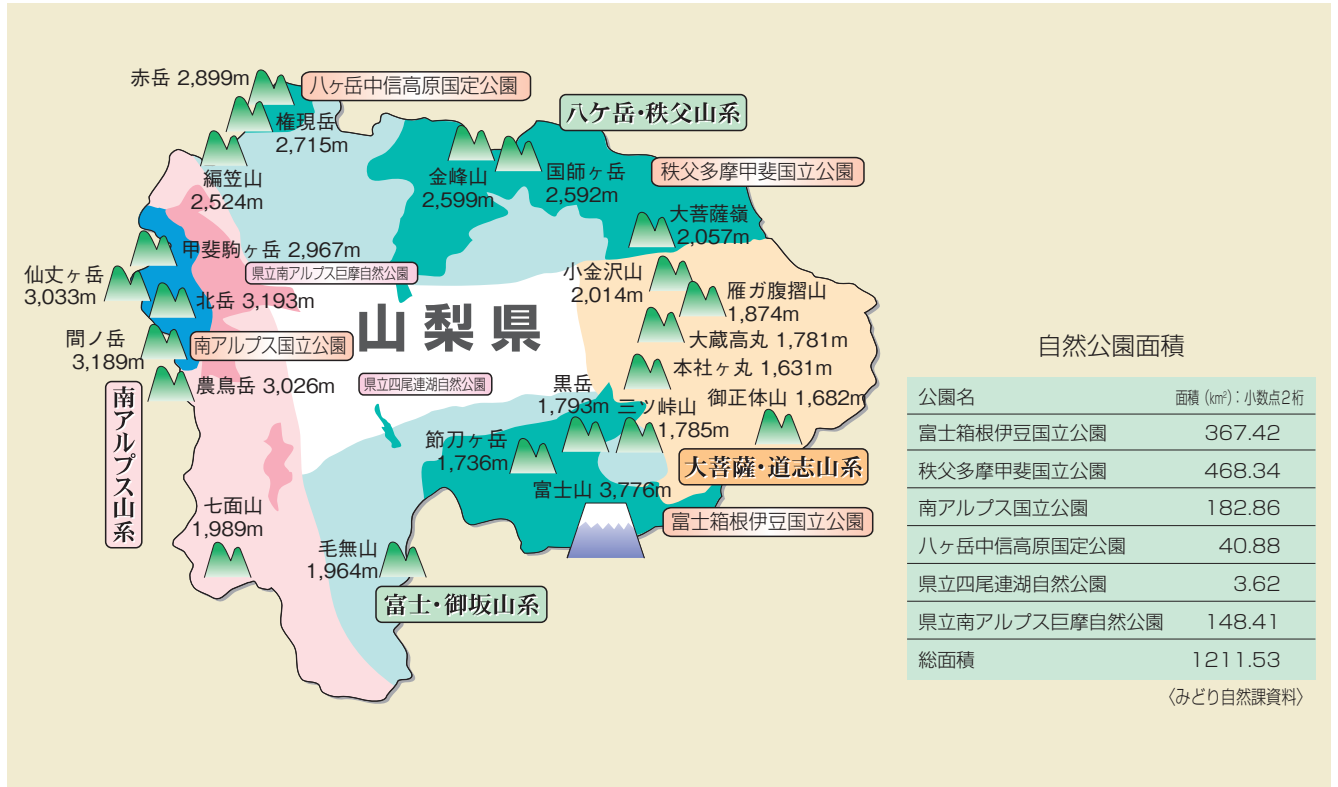 赤岳 2,899m
八ヶ岳中信高原国定公園
権現岳
2,715m
八ケ岳・秩父山系
編笠山
2,524m
金峰山
2,599m
国師ヶ岳
2,592m
秩父多摩甲斐国立公園
大菩薩嶺
2,057m
甲斐駒ヶ岳 2,967m
仙丈ヶ岳
3,033m
県立南アルプス巨摩自然公園
北岳 3,193m
小金沢山
2,014m
雁ガ腹摺山
1,874m
山梨県
間ノ岳
3,189m
南アルプス国立公園
大蔵高丸 1,781m
本社ヶ丸 1,631m
農鳥岳 3,026m
県立四尾連湖自然公園
黒岳
1,793m
三ツ峠山
1,785m
御正体山 1,682m
南アルプス山系
節刀ヶ岳
1,736m
大菩薩・道志山系
富士山 3,776m
富士箱根伊豆国立公園
七面山
1,989m
毛無山
1,964m
富士・御坂山系
自然公園面積
公園名 面積（km²）：小数点2桁
富士箱根伊豆国立公園 367.42
秩父多摩甲斐国立公園 468.34
南アルプス国立公園 182.86
八ヶ岳中信高原国定公園 40.88
県立四尾連湖自然公園 3.62
県立南アルプス巨摩自然公園 148.41
総面積 1211.53
〈みどり自然課資料〉